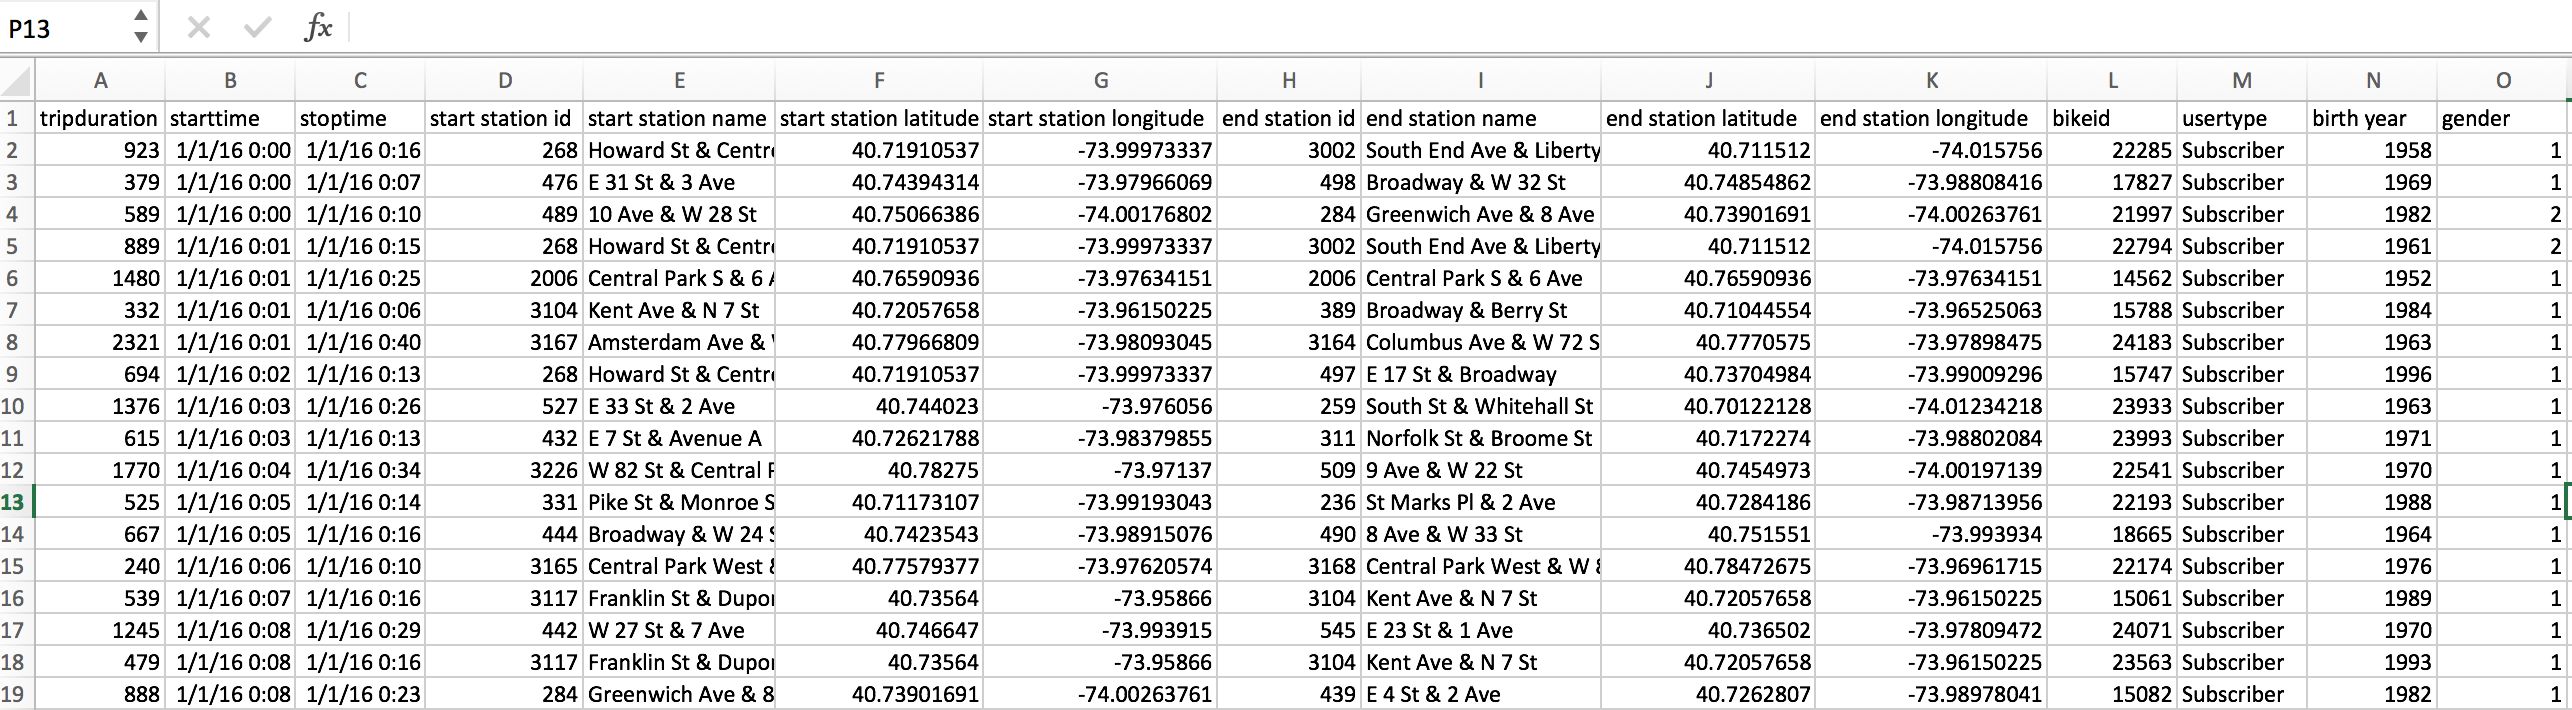 P13 fx
A B C D E F G H I J K L M N O
1 tripduration starttime stoptime start station id start station name start station latitude start station longitude end station id end station name end station latitude end station longitude bikeid usertype birth year gender
2 923 1/1/16 0:00 1/1/16 0:16 268 Howard St & Centr 40.71910537 -73.99973337 3002 South End Ave & Liberty 40.711512 -74.015756 22285 Subscriber 1958 1
3 379 1/1/16 0:00 1/1/16 0:07 476 E 31 St & 3 Ave 40.74394314 -73.97966069 498 Broadway & W 32 St 40.74854862 -73.98808416 17827 Subscriber 1969 1
4 589 1/1/16 0:00 1/1/16 0:10 489 10 Ave & W 28 St 40.75066386 -74.00176802 284 Greenwich Ave & 8 Ave 40.73901691 -74.00263761 21997 Subscriber 1982 2
5 889 1/1/16 0:01 1/1/16 0:15 268 Howard St & Centr 40.71910537 -73.99973337 3002 South End Ave & Liberty 40.711512 -74.015756 22794 Subscriber 1961 2
6 1480 1/1/16 0:01 1/1/16 0:25 2006 Central Park S & 6 40.76590936 -73.97634151 2006 Central Park S & 6 Ave 40.76590936 -73.97634151 14562 Subscriber 1952 1
7 332 1/1/16 0:01 1/1/16 0:06 3104 Kent Ave & N 7 St 40.72057658 -73.96150225 389 Broadway & Berry St 40.71044554 -73.96525063 15788 Subscriber 1984 1
8 2321 1/1/16 0:01 1/1/16 0:40 3167 Amsterdam Ave & 40.77966809 -73.98093045 3164 Columbus Ave & W 72 S 40.7770575 -73.97898475 24183 Subscriber 1963 1
9 694 1/1/16 0:02 1/1/16 0:13 268 Howard St & Centr 40.71910537 -73.99973337 497 E 17 St & Broadway 40.73704984 -73.99009296 15747 Subscriber 1996 1
10 1376 1/1/16 0:03 1/1/16 0:26 527 E 33 St & 2 Ave 40.744023 -73.976056 259 South St & Whitehall St 40.70122128 -74.01234218 23933 Subscriber 1963 1
11 615 1/1/16 0:03 1/1/16 0:13 432 E 7 St & Avenue A 40.72621788 -73.98379855 311 Norfolk St & Broome St 40.7172274 -73.98802084 23993 Subscriber 1971 1
12 1770 1/1/16 0:04 1/1/16 0:34 3226 W 82 St & Central 40.78275 -73.97137 509 9 Ave & W 22 St 40.7454973 -74.00197139 22541 Subscriber 1970 1
13 525 1/1/16 0:05 1/1/16 0:14 331 Pike St & Monroe S 40.71173107 -73.99193043 236 St Marks Pl & 2 Ave 40.7284186 -73.98713956 22193 Subscriber 1988 1
14 667 1/1/16 0:05 1/1/16 0:16 444 Broadway & W 24 40.7423543 -73.98915076 490 8 Ave & W 33 St 40.751551 -73.993934 18665 Subscriber 1964 1
15 240 1/1/16 0:06 1/1/16 0:10 3165 Central Park West 40.77579377 -73.97620574 3168 Central Park West & W 40.78472675 -73.96961715 22174 Subscriber 1976 1
16 539 1/1/16 0:07 1/1/16 0:16 3117 Franklin St & Dupo 40.73564 -73.95866 3104 Kent Ave & N 7 St 40.72057658 -73.96150225 15061 Subscriber 1989 1
17 1245 1/1/16 0:08 1/1/16 0:29 442 W 27 St & 7 Ave 40.746647 -73.993915 545 E 23 St & 1 Ave 40.736502 -73.97809472 24071 Subscriber 1970 1
18 479 1/1/16 0:08 1/1/16 0:16 3117 Franklin St & Dupo 40.73564 -73.95866 3104 Kent Ave & N 7 St 40.72057658 -73.96150225 23563 Subscriber 1993 1
19 888 1/1/16 0:08 1/1/16 0:23 284 Greenwich Ave & 8 40.73901691 -74.00263761 439 E 4 St & 2 Ave 40.7262807 -73.98978041 15082 Subscriber 1982 1